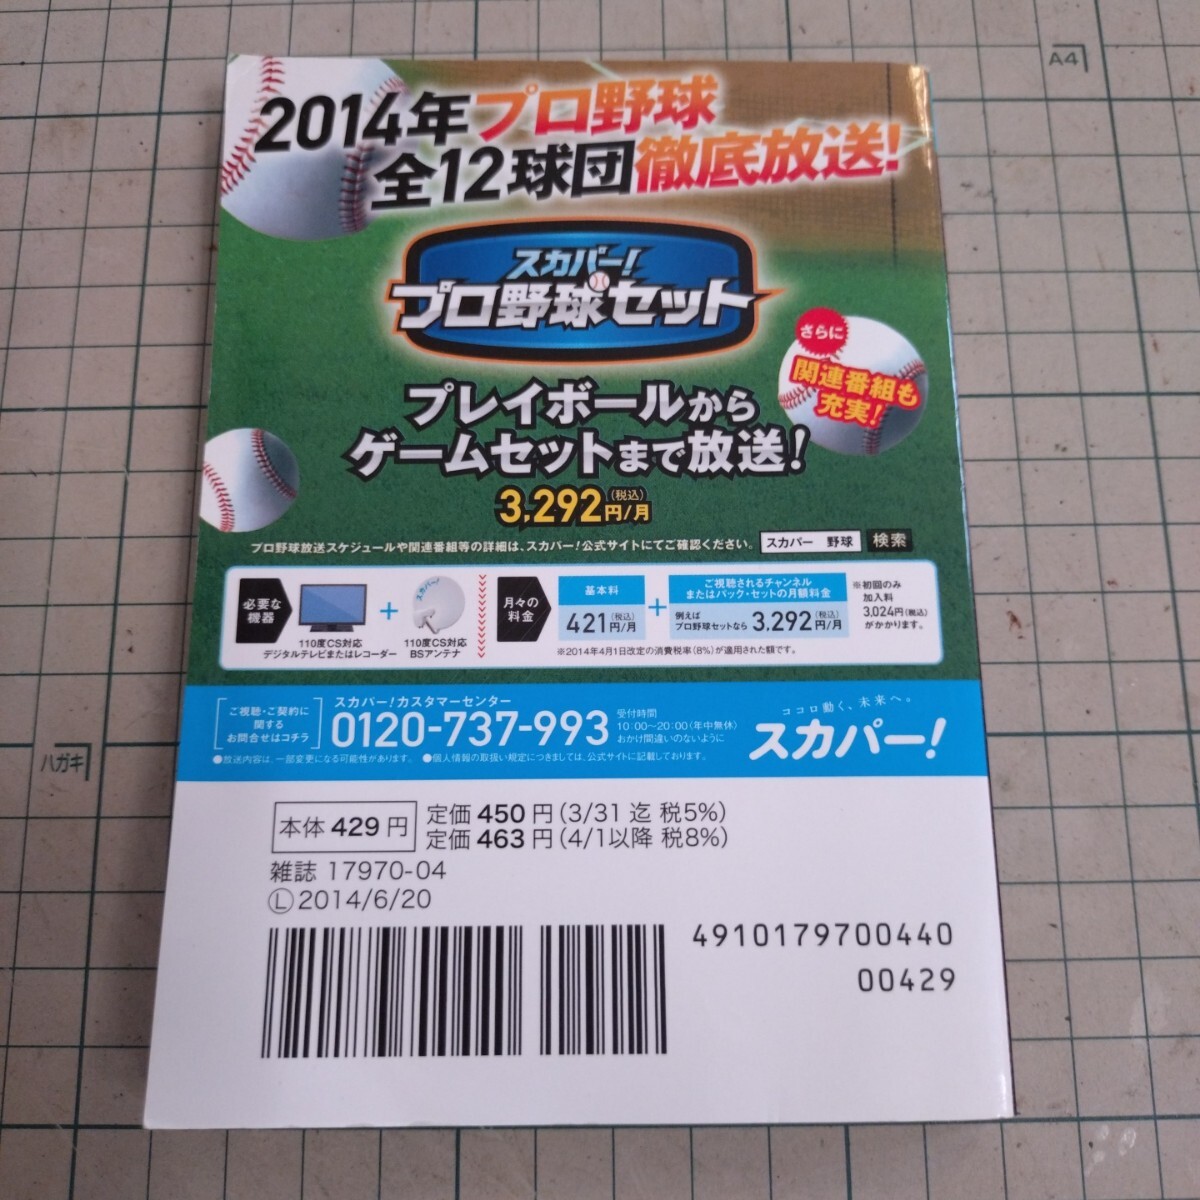 A4
2014年プロ野球
全12球団徹底放送!
スカパー!
プロ野球セット
さらに
関連番組も
充実!
プレイボールから
ゲームセットまで放送!
3,292円/月(税込)
プロ野球放送スケジュールや関連番組等の詳細は、スカパー!公式サイトにてご確認ください。 スカパー 野球 検索
必要な
機器
スカパー!
+
110度CS対応
デジタルテレビまたはレコーダー
110度CS対応
BSアンテナ
月々の
料金
基本料
421円/月(税込)
+
ご視聴されるチャンネル
またはパック・セットの月額料金
例えば
プロ野球セットなら 3,292円/月(税込)
※初回のみ
加入料
3,024円(税込)
がかかります。
※2014年4月1日改定の消費税率(8%)が適用された額です。
ご視聴・ご契約に
関する
お問合せはコチラ
スカパー!カスタマーセンター
0120-737-993
受付時間
10:00~20:00〈年中無休〉
おかけ間違いのないように
ココロ動く、未来へ。
スカパー!
●放送内容は、一部変更になる可能性があります。 ●個人情報の取扱い規定につきましては、公式サイトに記載しております。
ハガキ
本体 429 円
定価 450 円(3/31 迄 税5%)
定価 463 円(4/1以降 税8%)
雑誌 17970-04
Ⓛ2014/6/20
4910179700440
00429